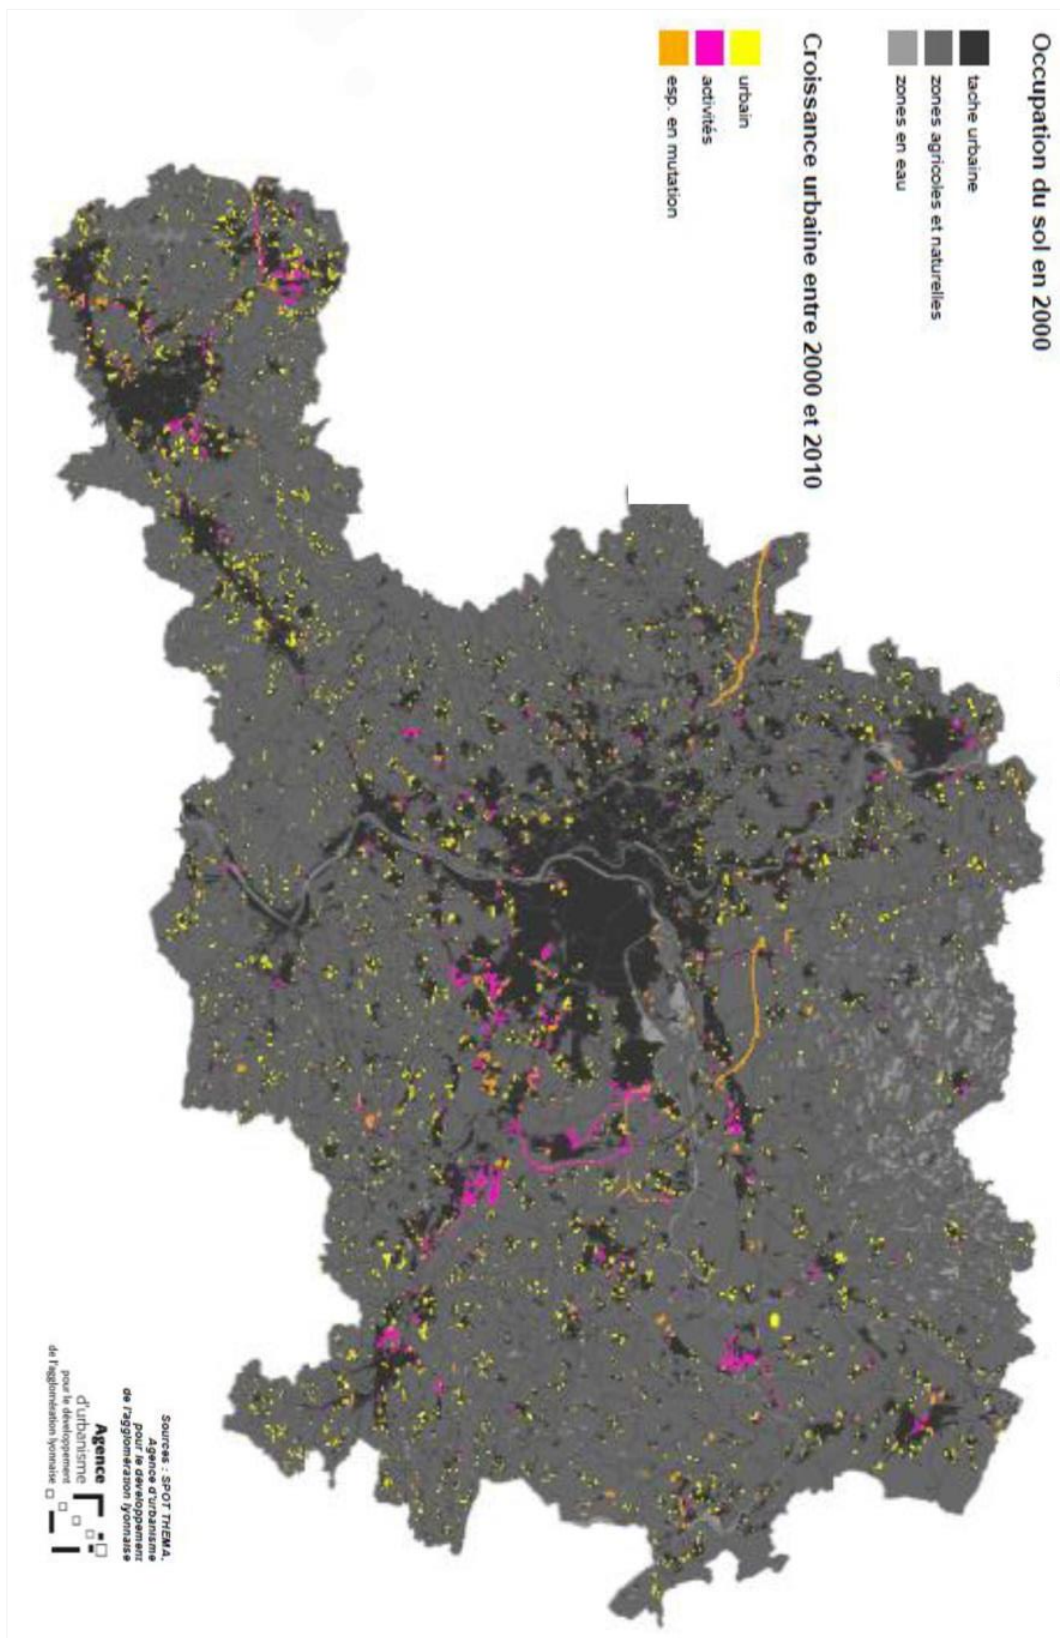 Occupation du sol en 2000
tache urbaine
zones agricoles et naturelles
zones en eau
Croissance urbaine entre 2000 et 2010
urbain
activités
esp. en mutation
Sources : SPOT THEMA,
Agence d'urbanisme
pour le développement
de l'agglomération lyonnaise
Agence
d'urbanisme
pour le développement
de l'agglomération lyonnaise